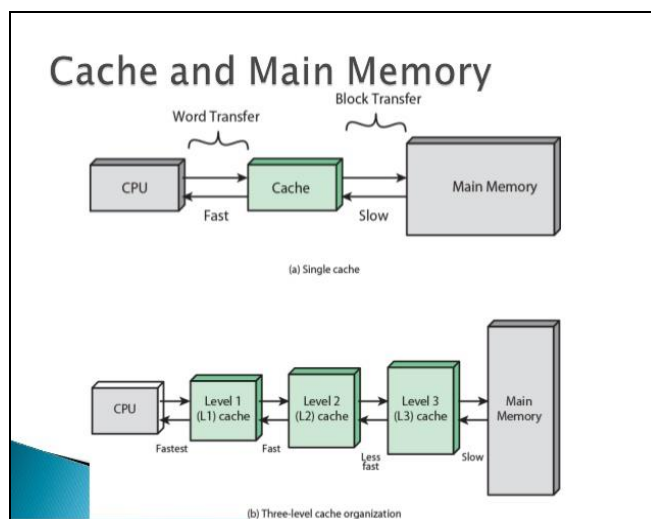 Cache and Main Memory
Block Transfer
Word Transfer
CPU
Cache
Main Memory
Fast
Slow
(a) Single cache
Level 1
(L1) cache
Level 2
(L2) cache
Level 3
(L3) cache
CPU
Main
Memory
Fastest
Fast
Less
fast
Slow
(b) Three-level cache organization